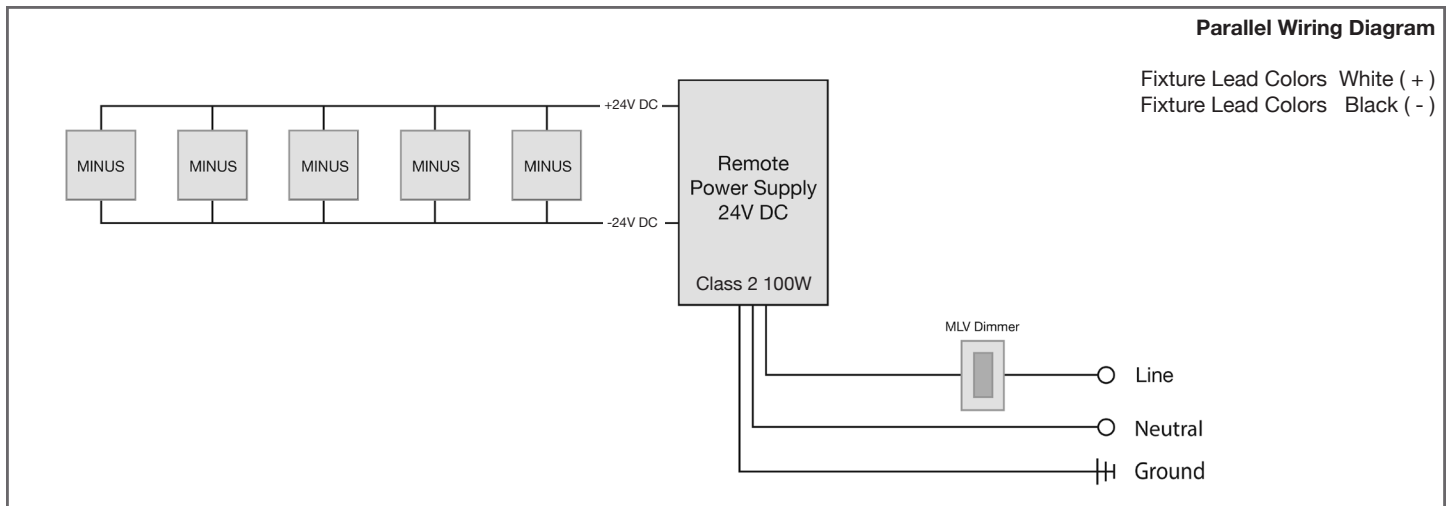 Parallel Wiring Diagram
Fixture Lead Colors White ( + )
Fixture Lead Colors Black ( - )
+24V DC
MINUS MINUS MINUS MINUS MINUS
-24V DC
Remote
Power Supply
24V DC
Class 2 100W
MLV Dimmer
Line
Neutral
Ground